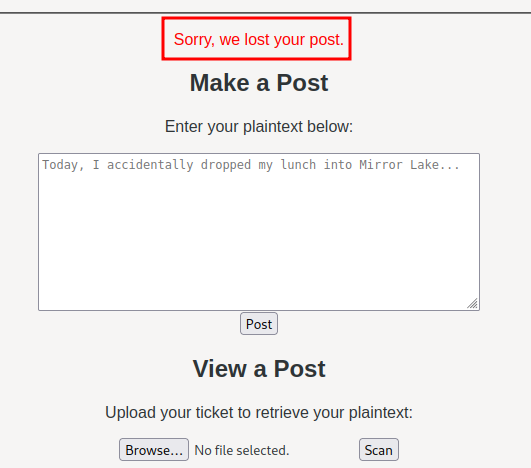 Sorry, we lost your post.
Make a Post
Enter your plaintext below:
Today, I accidentally dropped my lunch into Mirror Lake...
Post
View a Post
Upload your ticket to retrieve your plaintext:
Browse... No file selected. Scan